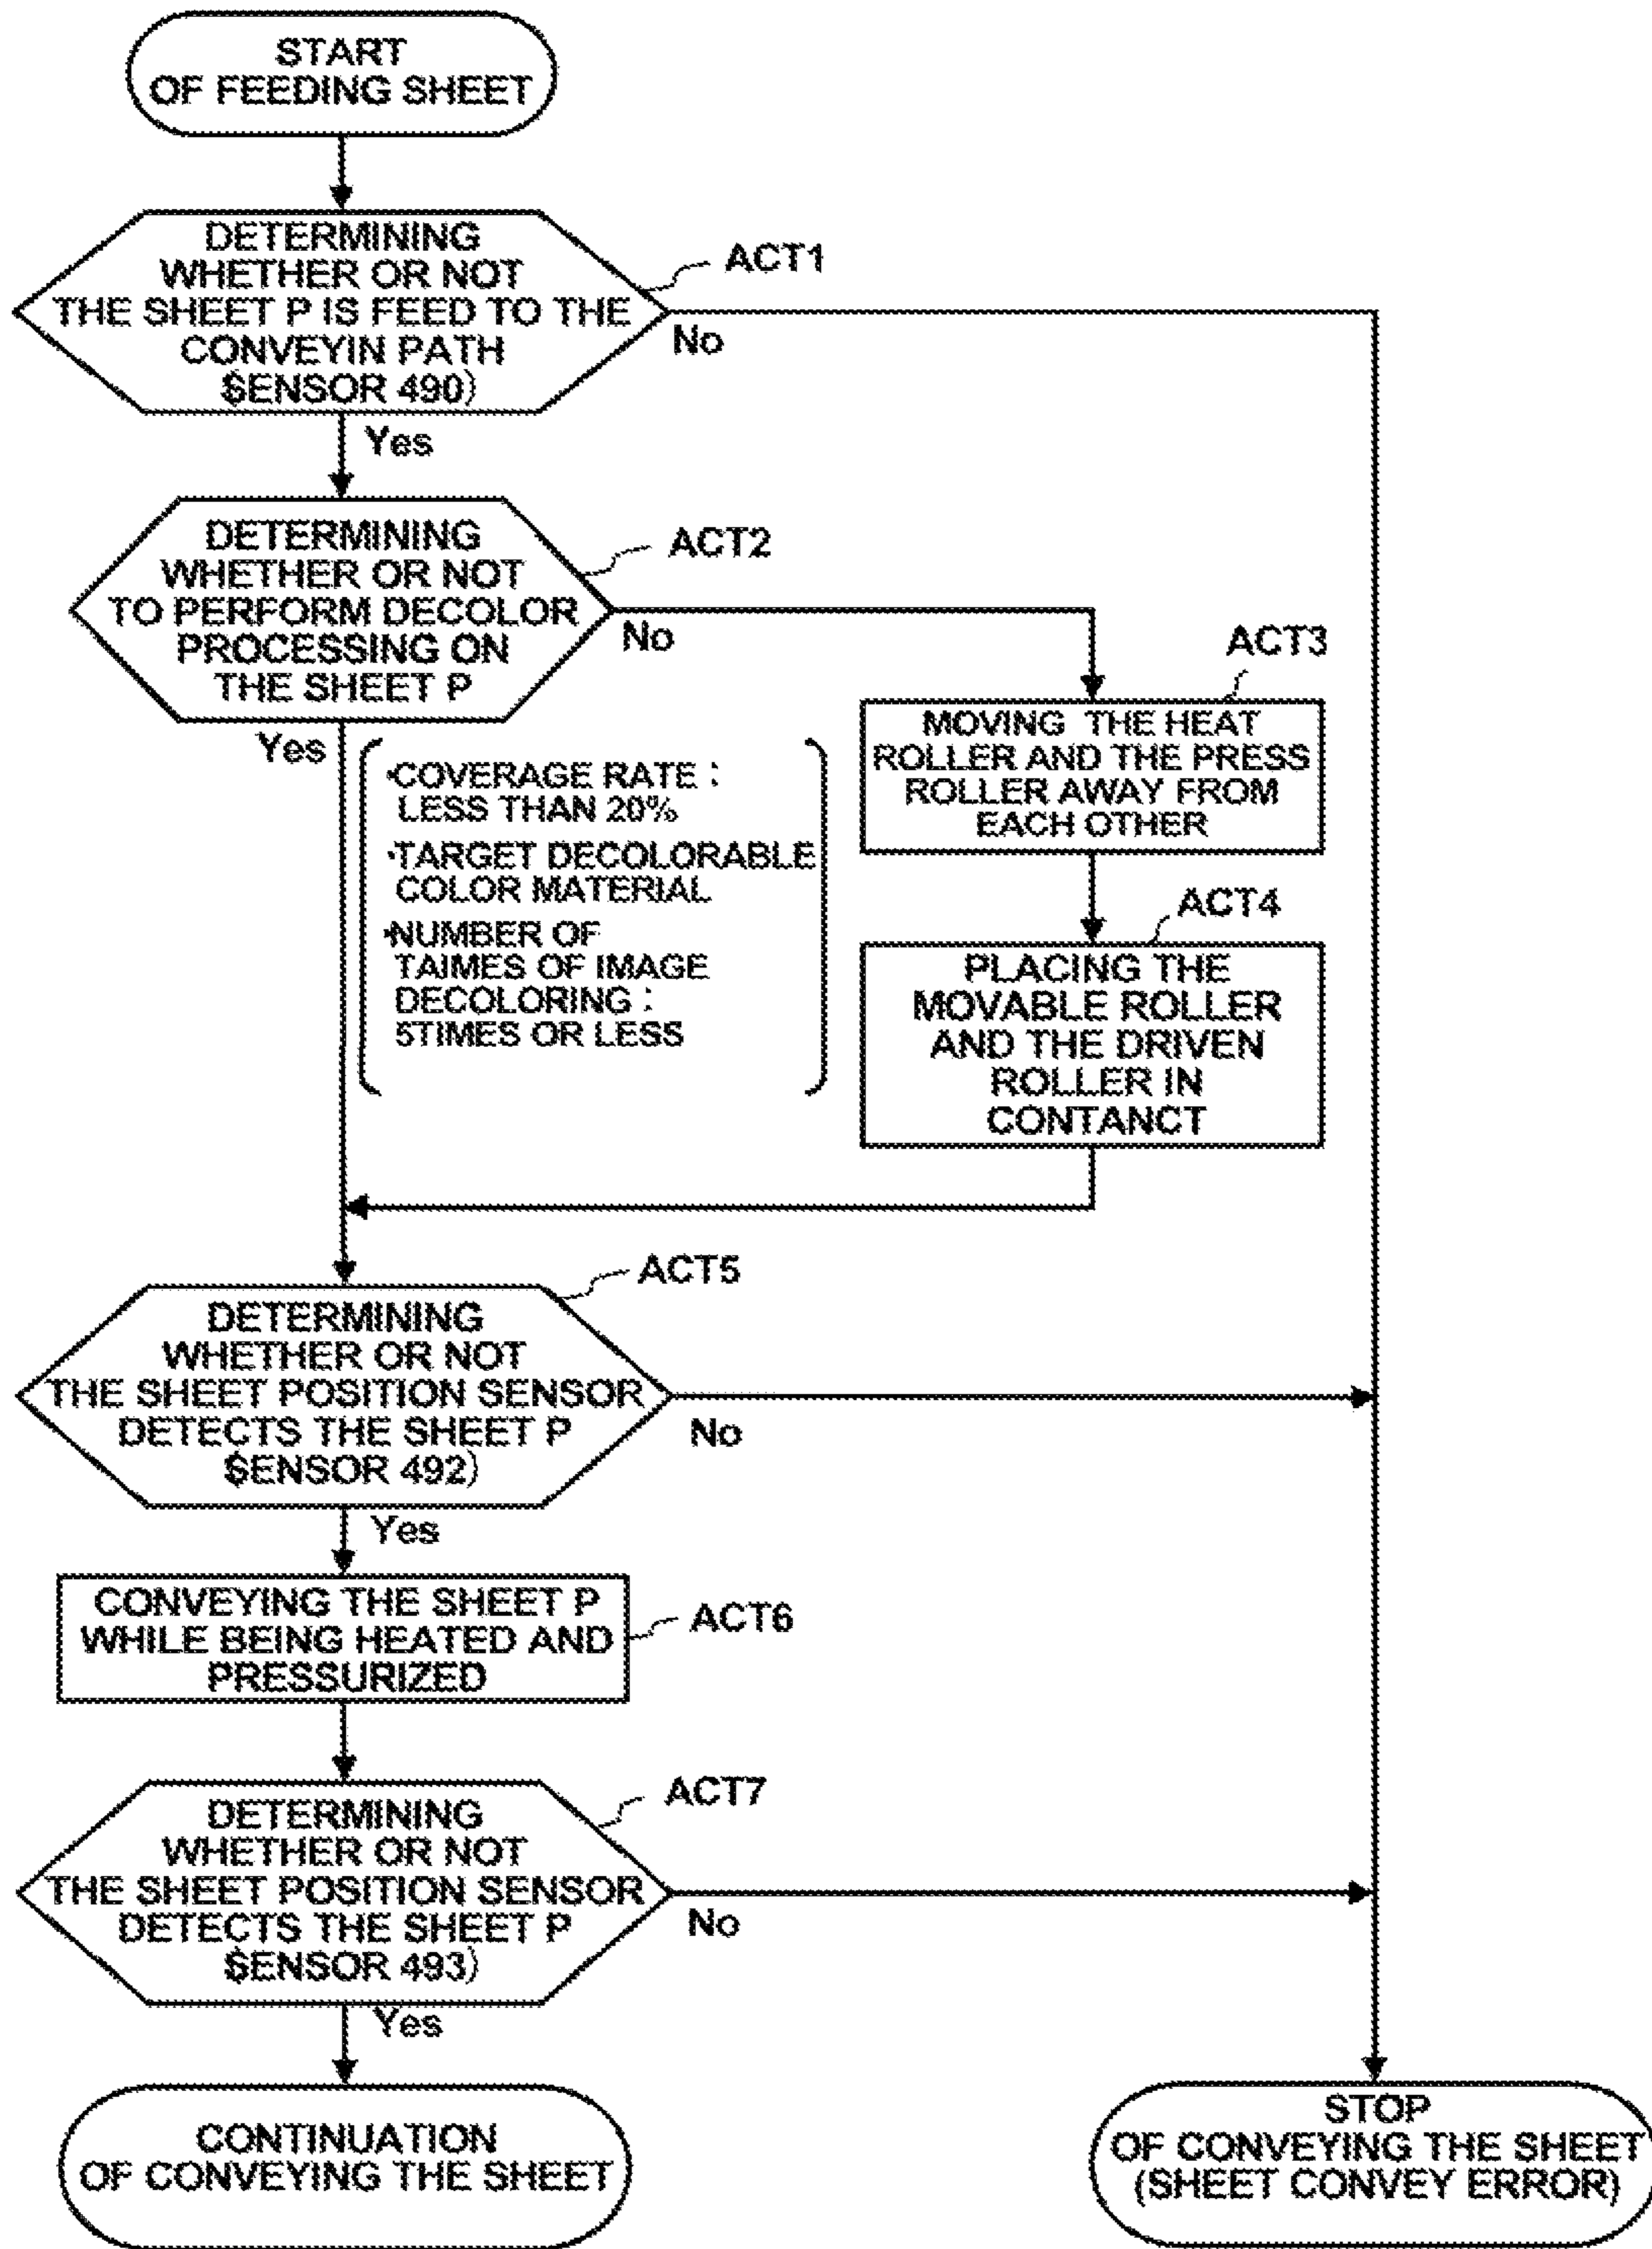 START
OF FEEDING SHEET
DETERMINING
WHETHER OR NOT
THE SHEET P IS FEED TO THE
CONVEYIN PATH
(SENSOR 490)
ACT1
No
Yes
DETERMINING
WHETHER OR NOT
TO PERFORM DECOLOR
PROCESSING ON
THE SHEET P
ACT2
No
Yes
·COVERAGE RATE :
LESS THAN 20%
·TARGET DECOLORABLE
COLOR MATERIAL
·NUMBER OF
TAIMES OF IMAGE
DECOLORING :
5TIMES OR LESS
ACT3
MOVING THE HEAT
ROLLER AND THE PRESS
ROLLER AWAY FROM
EACH OTHER
ACT4
PLACING THE
MOVABLE ROLLER
AND THE DRIVEN
ROLLER IN
CONTANCT
ACT5
DETERMINING
WHETHER OR NOT
THE SHEET POSITION SENSOR
DETECTS THE SHEET P
(SENSOR 492)
No
Yes
CONVEYING THE SHEET P
WHILE BEING HEATED AND
PRESSURIZED
ACT6
ACT7
DETERMINING
WHETHER OR NOT
THE SHEET POSITION SENSOR
DETECTS THE SHEET P
(SENSOR 493)
No
Yes
CONTINUATION
OF CONVEYING THE SHEET
STOP
OF CONVEYING THE SHEET
(SHEET CONVEY ERROR)